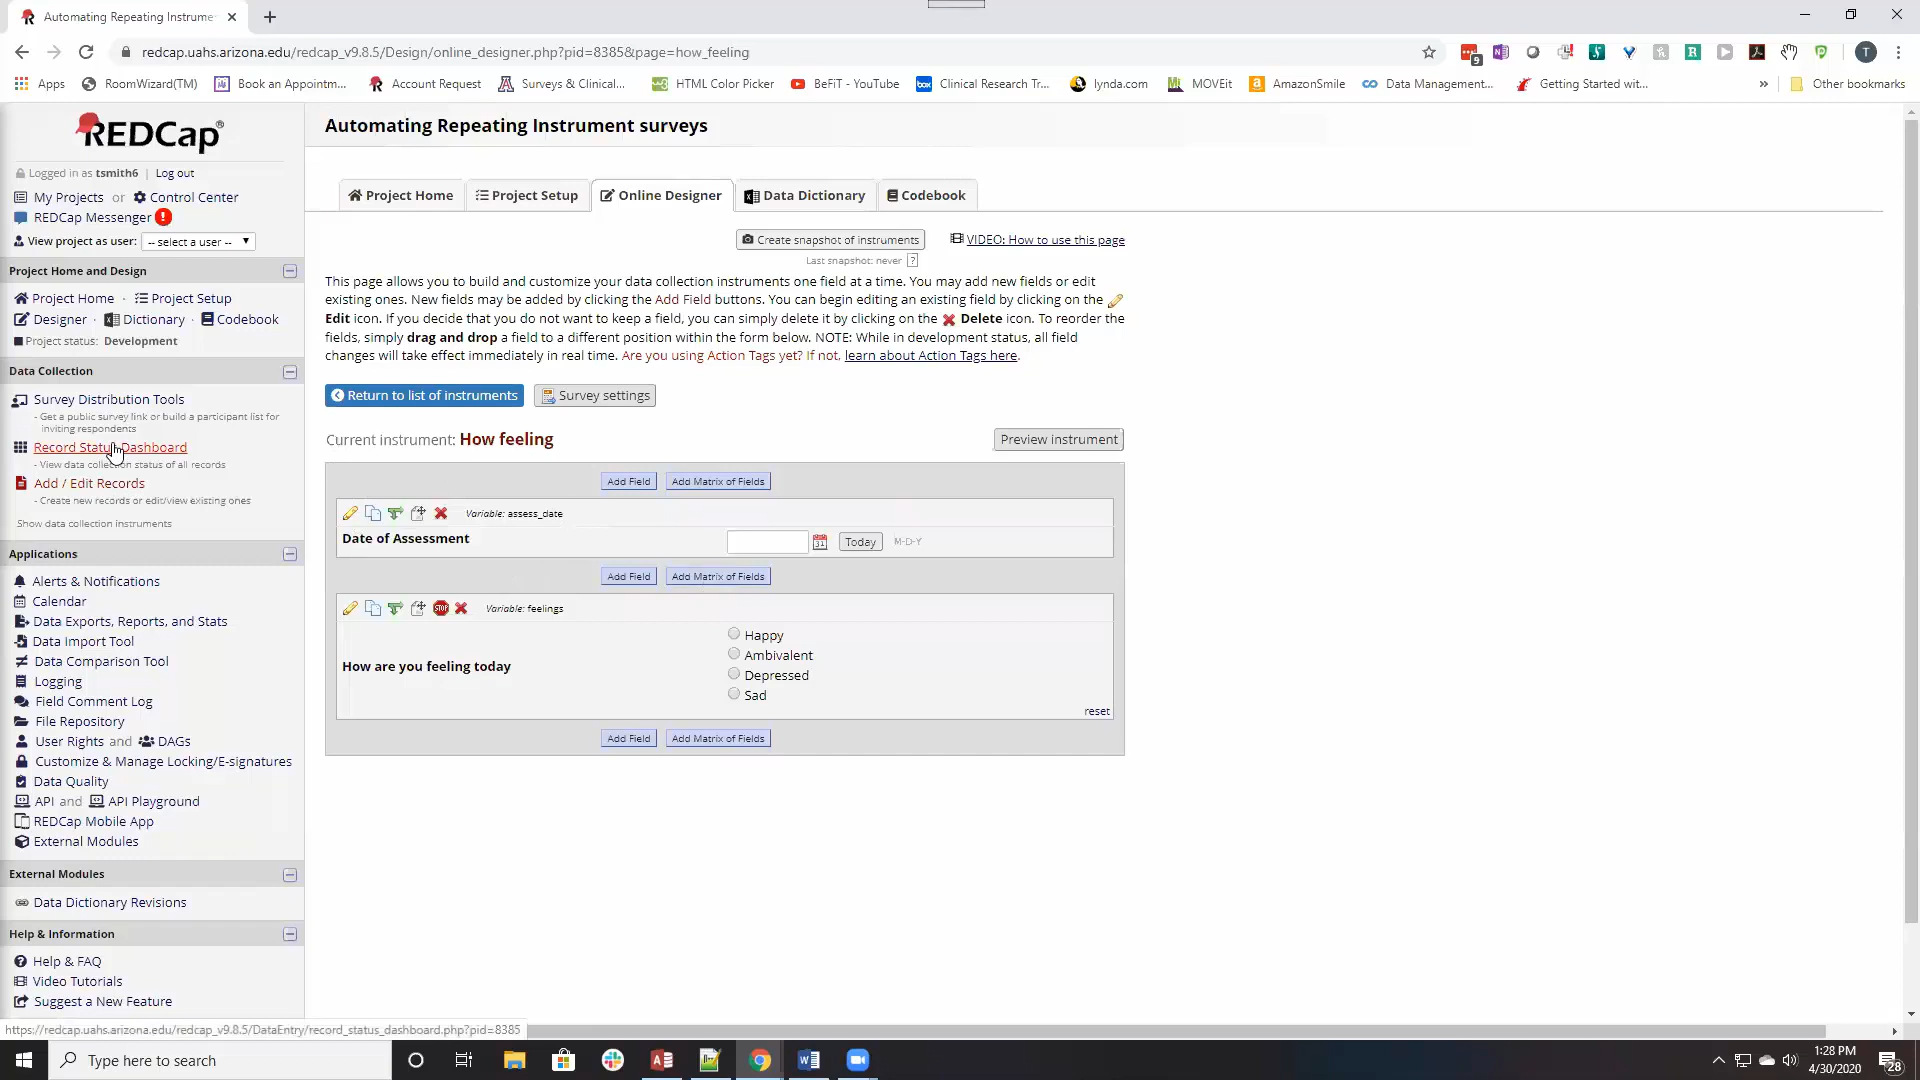 Automating Repeating Instrume
redcap.uahs.arizona.edu/redcap_v9.8.5/Design/online_designer.php?pid=8385&page=how_feeling
9
T
Apps
RoomWizard(TM)
Book an Appointm...
Account Request
Surveys & Clinical...
HTML Color Picker
BeFiT - YouTube
Clinical Research Tr...
lynda.com
MOVEit
AmazonSmile
Data Management...
Getting Started wit...
»
Other bookmarks
REDCap®
Logged in as tsmith6 | Log out
My Projects or Control Center
REDCap Messenger
View project as user: -- select a user --
Project Home and Design
Project Home · Project Setup
Designer · Dictionary · Codebook
Project status: Development
Data Collection
Survey Distribution Tools
- Get a public survey link or build a participant list for
inviting respondents
Record Status Dashboard
- View data collection status of all records
Add / Edit Records
- Create new records or edit/view existing ones
Show data collection instruments
Applications
Alerts & Notifications
Calendar
Data Exports, Reports, and Stats
Data Import Tool
Data Comparison Tool
Logging
Field Comment Log
File Repository
User Rights and DAGs
Customize & Manage Locking/E-signatures
Data Quality
API and API Playground
REDCap Mobile App
External Modules
External Modules
Data Dictionary Revisions
Help & Information
Help & FAQ
Video Tutorials
Suggest a New Feature
Automating Repeating Instrument surveys
Project Home
Project Setup
Online Designer
Data Dictionary
Codebook
Create snapshot of instruments
VIDEO: How to use this page
Last snapshot: never ?
This page allows you to build and customize your data collection instruments one field at a time. You may add new fields or edit
existing ones. New fields may be added by clicking the Add Field buttons. You can begin editing an existing field by clicking on the
Edit icon. If you decide that you do not want to keep a field, you can simply delete it by clicking on the Delete icon. To reorder the
fields, simply drag and drop a field to a different position within the form below. NOTE: While in development status, all field
changes will take effect immediately in real time. Are you using Action Tags yet? If not, learn about Action Tags here.
Return to list of instruments
Survey settings
Current instrument: How feeling
Preview instrument
Add Field
Add Matrix of Fields
Variable: assess_date
Date of Assessment
31
Today
M-D-Y
Add Field
Add Matrix of Fields
STOP
Variable: feelings
Happy
Ambivalent
How are you feeling today
Depressed
Sad
reset
Add Field
Add Matrix of Fields
https://redcap.uahs.arizona.edu/redcap_v9.8.5/DataEntry/record_status_dashboard.php?pid=8385
Type here to search
1:28 PM
4/30/2020
28